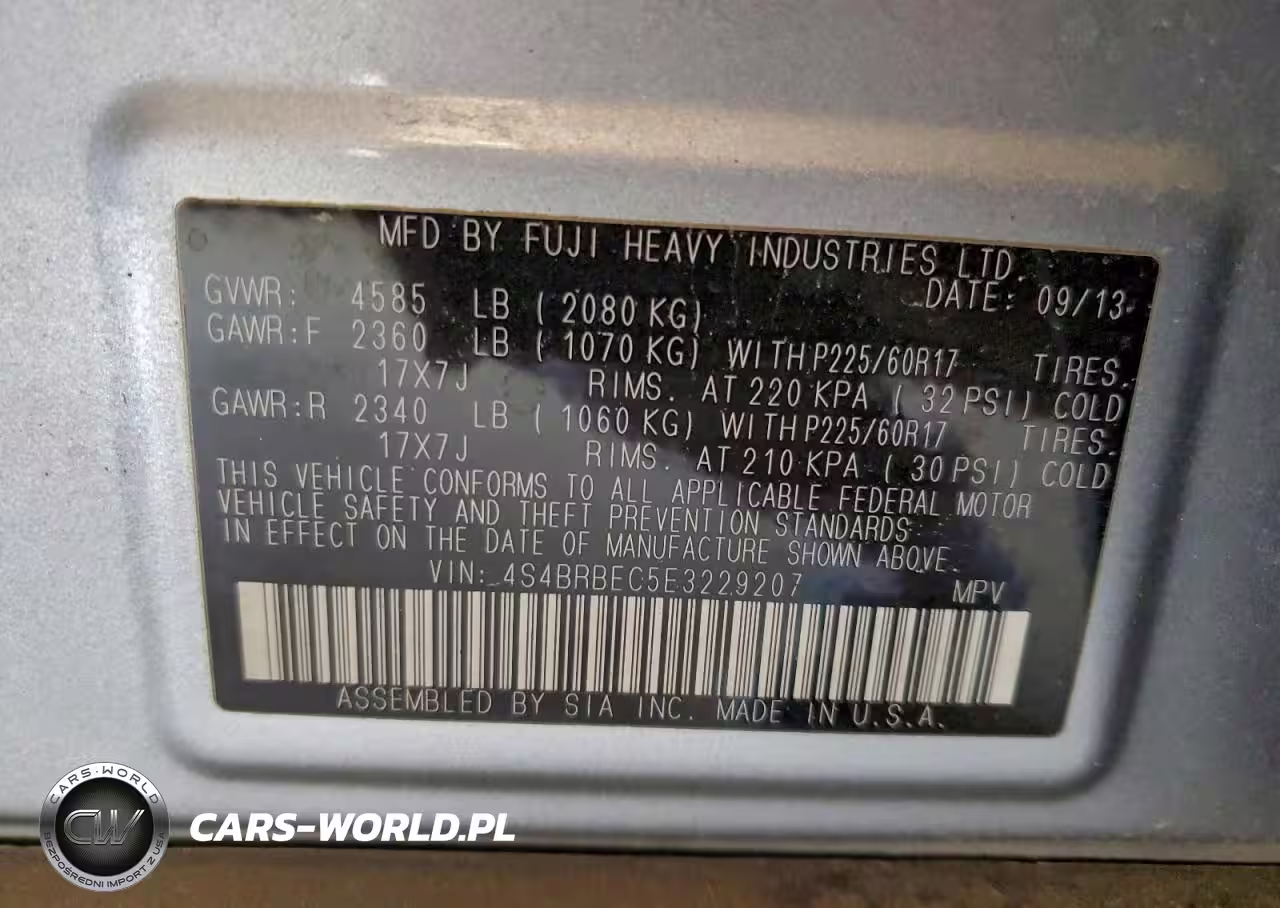 MFD BY FUJI HEAVY INDUSTRIES LTD.
DATE: 09/13
GVWR: 4585 LB ( 2080 KG)
GAWR:F 2360 LB ( 1070 KG) WITH P225/60R17 TIRES.
17X7J RIMS. AT 220 KPA ( 32 PSI) COLD
GAWR:R 2340 LB ( 1060 KG) WITH P225/60R17 TIRES.
17X7J RIMS. AT 210 KPA ( 30 PSI) COLD
THIS VEHICLE CONFORMS TO ALL APPLICABLE FEDERAL MOTOR
VEHICLE SAFETY AND THEFT PREVENTION STANDARDS
IN EFFECT ON THE DATE OF MANUFACTURE SHOWN ABOVE.
VIN: 4S4BRBEC5E3229207 MPV
ASSEMBLED BY SIA INC. MADE IN U.S.A.
CARS-WORLD
CW
BEZPOŚREDNI IMPORT Z USA
CARS-WORLD.PL